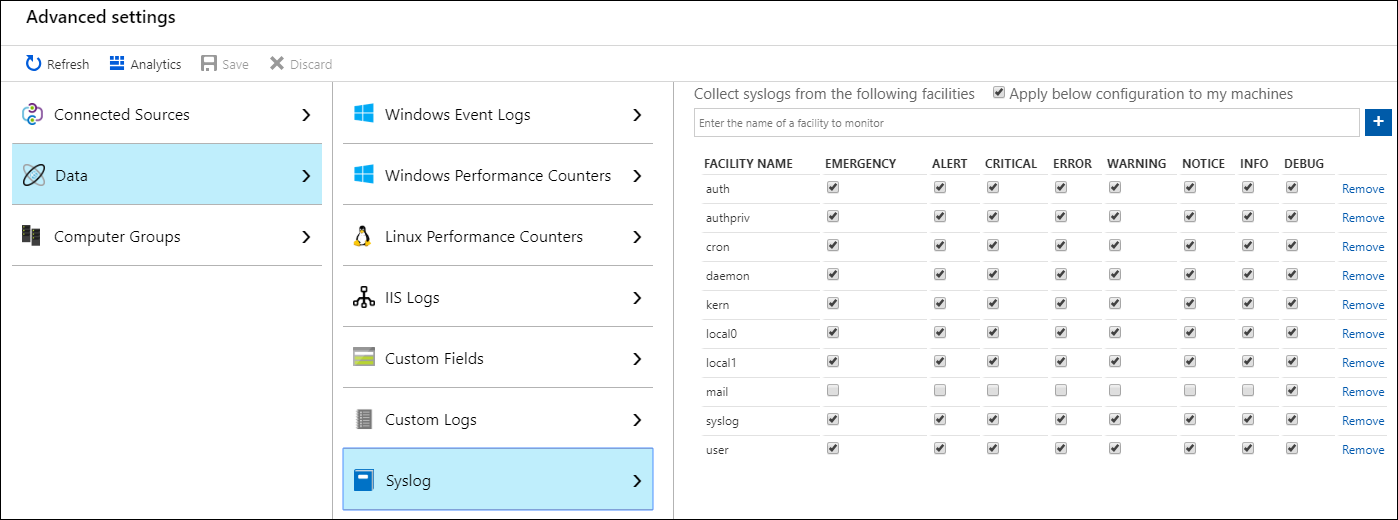 Advanced settings
Refresh Analytics Save Discard
Connected Sources
Data
Computer Groups
Windows Event Logs
Windows Performance Counters
Linux Performance Counters
IIS Logs
Custom Fields
Custom Logs
Syslog
Collect syslogs from the following facilities Apply below configuration to my machines
Enter the name of a facility to monitor +
FACILITY NAME EMERGENCY ALERT CRITICAL ERROR WARNING NOTICE INFO DEBUG
auth Remove
authpriv Remove
cron Remove
daemon Remove
kern Remove
local0 Remove
local1 Remove
mail Remove
syslog Remove
user Remove